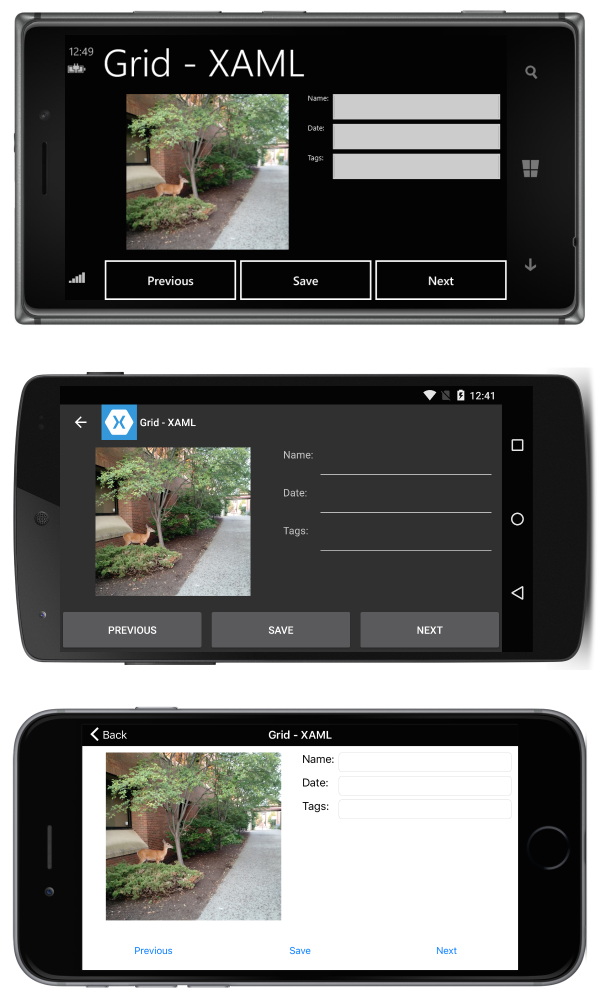 12:49
Grid - XAML
Name:
Date:
Tags:
Previous
Save
Next
12:41
X
Grid - XAML
Name:
Date:
Tags:
PREVIOUS
SAVE
NEXT
Back
Grid - XAML
Name:
Date:
Tags:
Previous
Save
Next